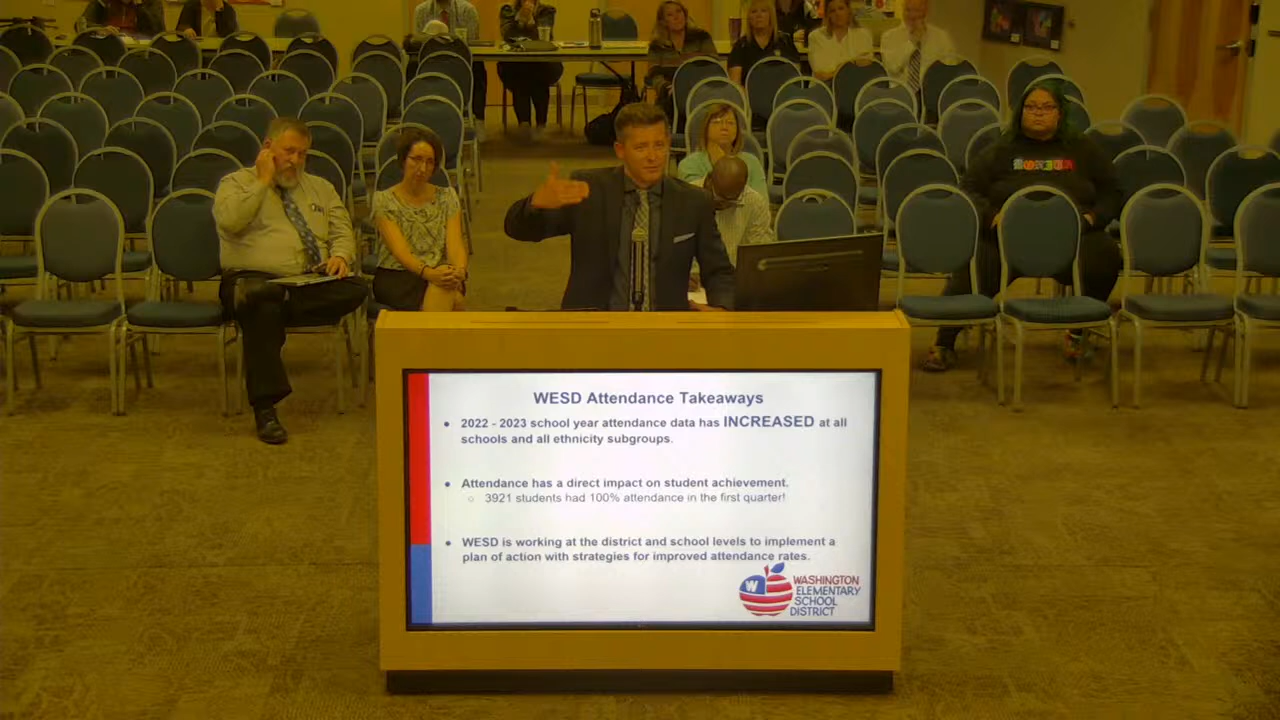 WESD Attendance Takeaways
• 2022 - 2023 school year attendance data has INCREASED at all
schools and all ethnicity subgroups.
• Attendance has a direct impact on student achievement.
○ 3921 students had 100% attendance in the first quarter!
• WESD is working at the district and school levels to implement a
plan of action with strategies for improved attendance rates.
W
WASHINGTON
ELEMENTARY
SCHOOL
DISTRICT